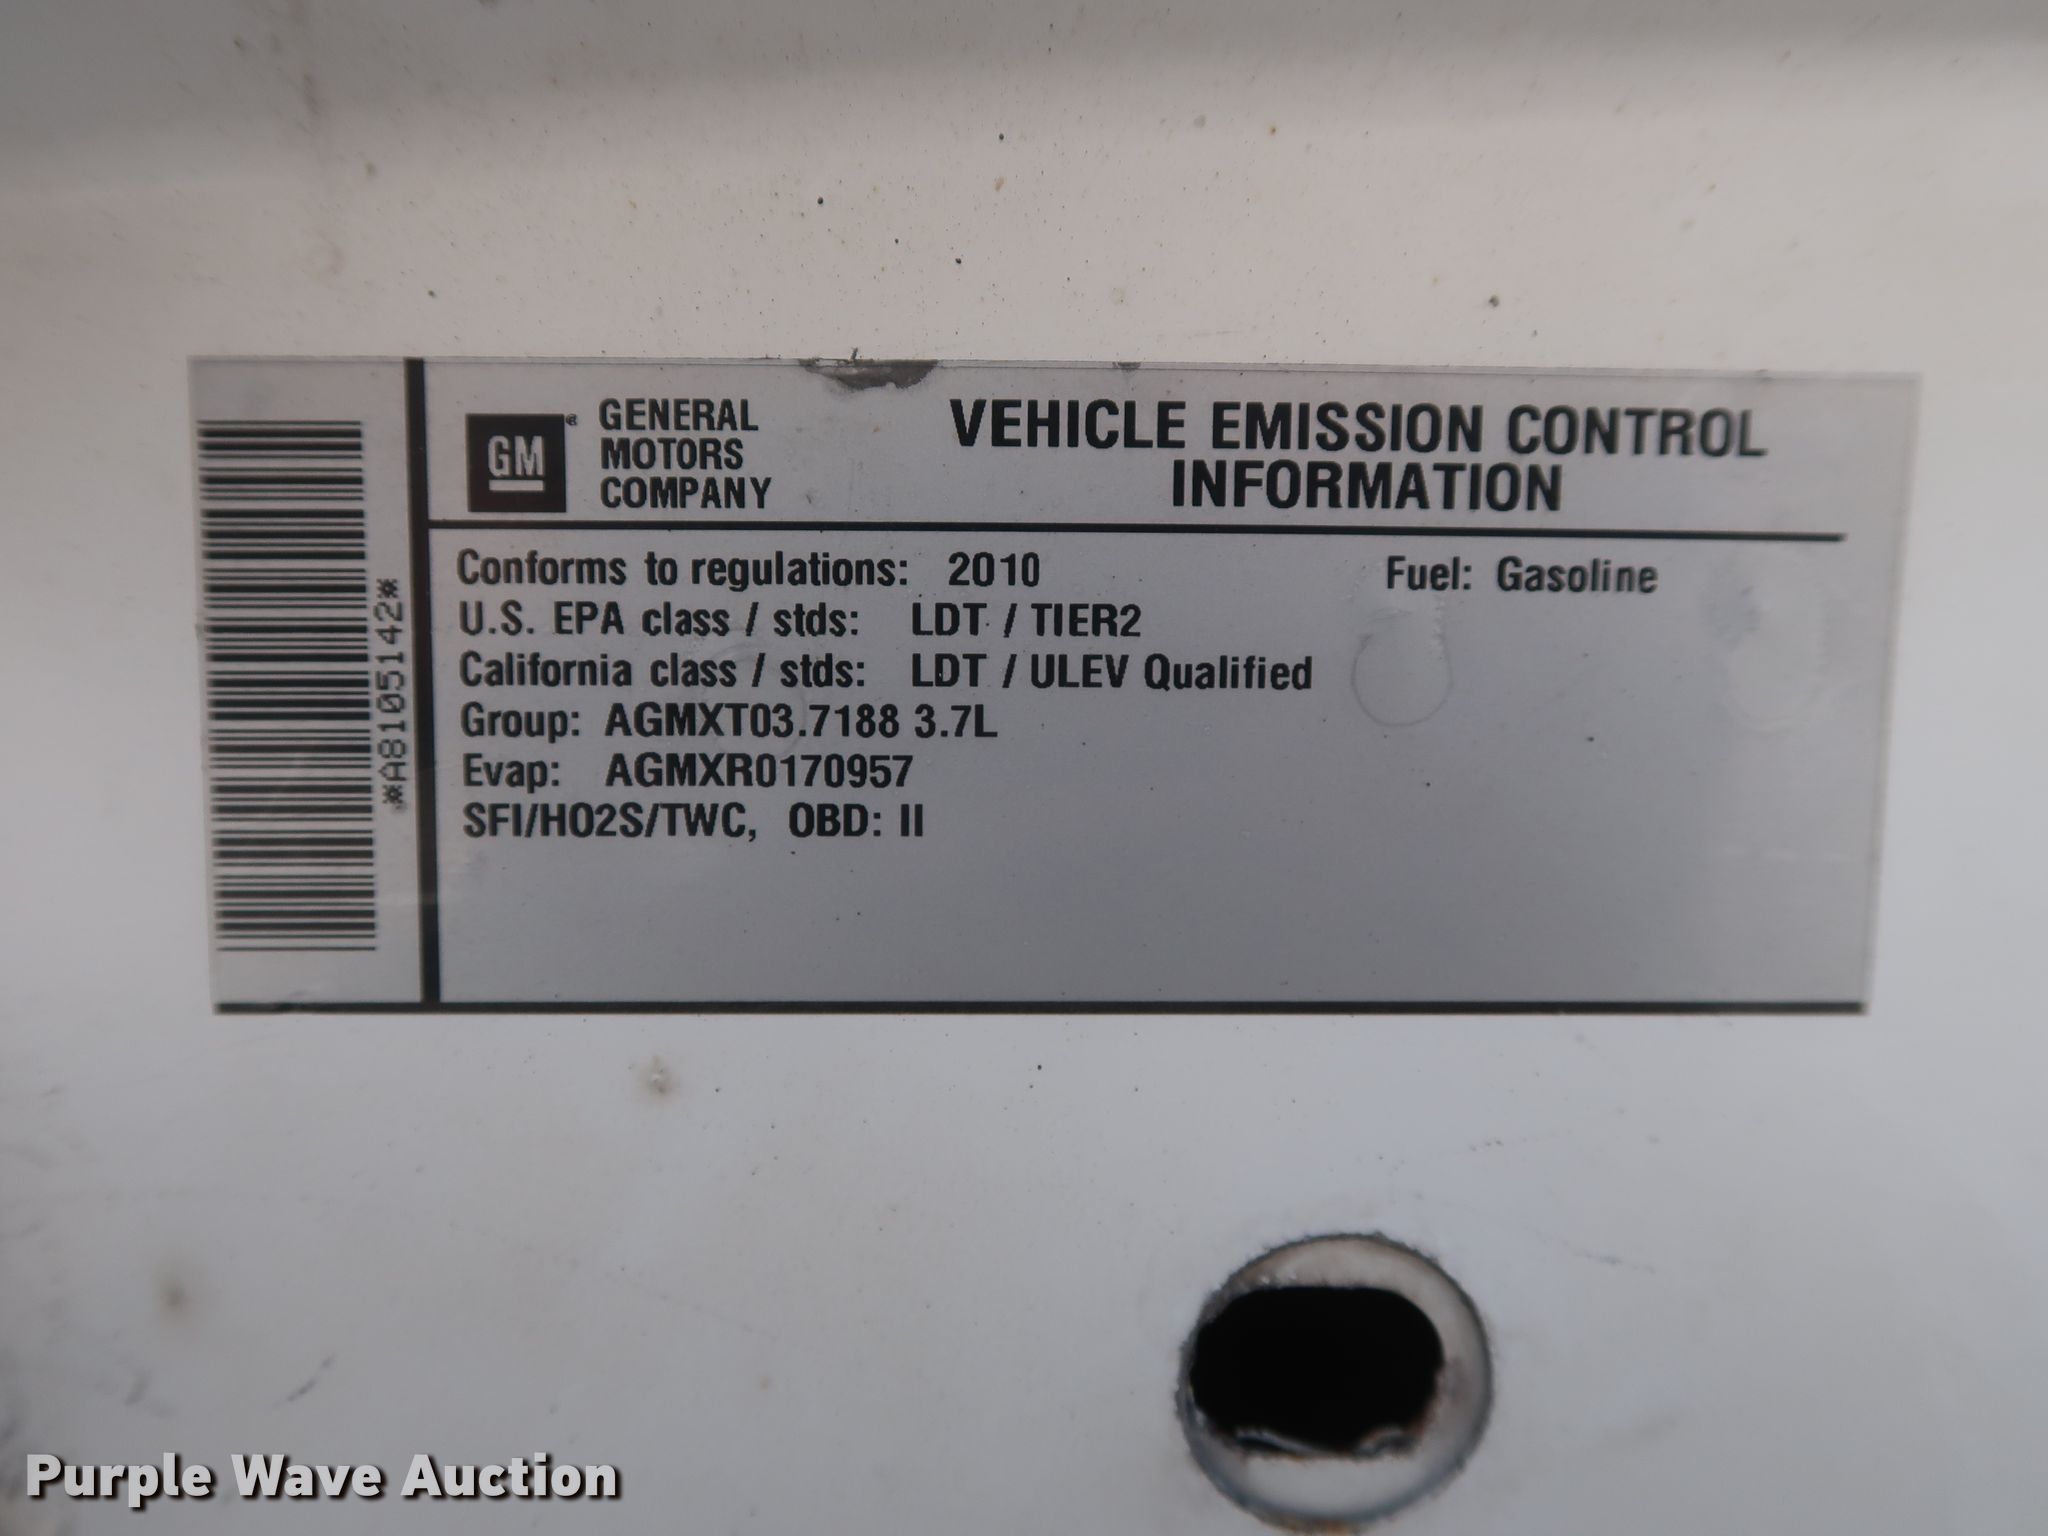 *A8105142*
GM
GENERAL
MOTORS
COMPANY
VEHICLE EMISSION CONTROL
INFORMATION
Conforms to regulations: 2010 Fuel: Gasoline
U.S. EPA class / stds: LDT / TIER2
California class / stds: LDT / ULEV Qualified
Group: AGMXT03.7188 3.7L
Evap: AGMXR0170957
SFI/HO2S/TWC, OBD: II
Purple Wave Auction